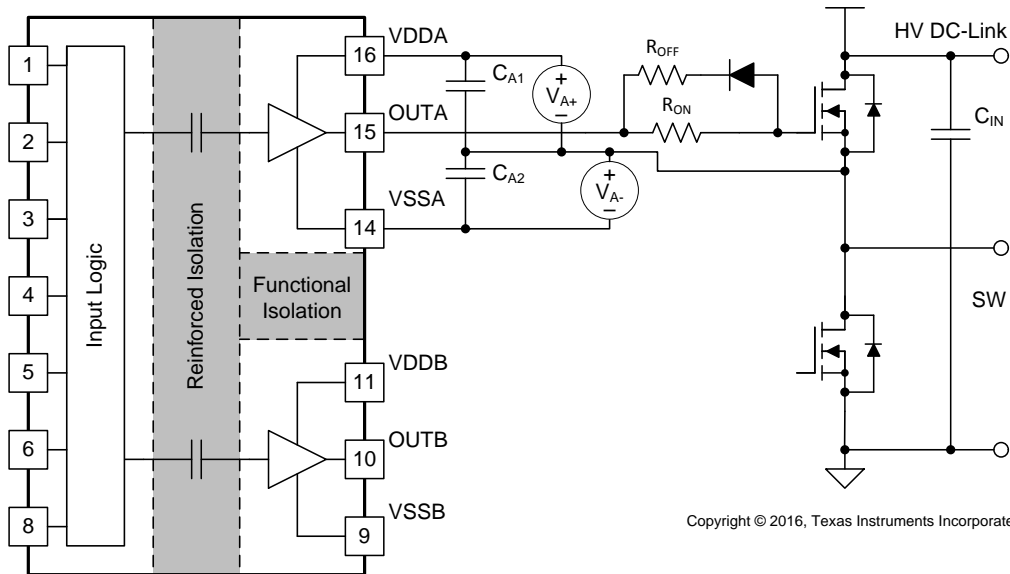 1
2
3
4
5
6
8
Input Logic
Reinforced Isolation
Functional
Isolation
VDDA
16
OUTA
15
VSSA
14
VDDB
11
OUTB
10
VSSB
9
CA1
CA2
+
VA+
−
+
VA-
−
ROFF
RON
HV DC-Link
CIN
SW
Copyright © 2016, Texas Instruments Incorporate